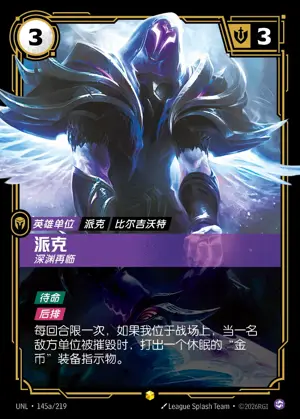 3
3
英雄单位 派克 比尔吉沃特
派克
深渊再临
待命
后排
每回合限一次,如果我位于战场上,当一名
敌方单位被摧毁时,打出一个休眠的“金
币”装备指示物。
UNL • 145a/219
League Splash Team • ©2026RGI